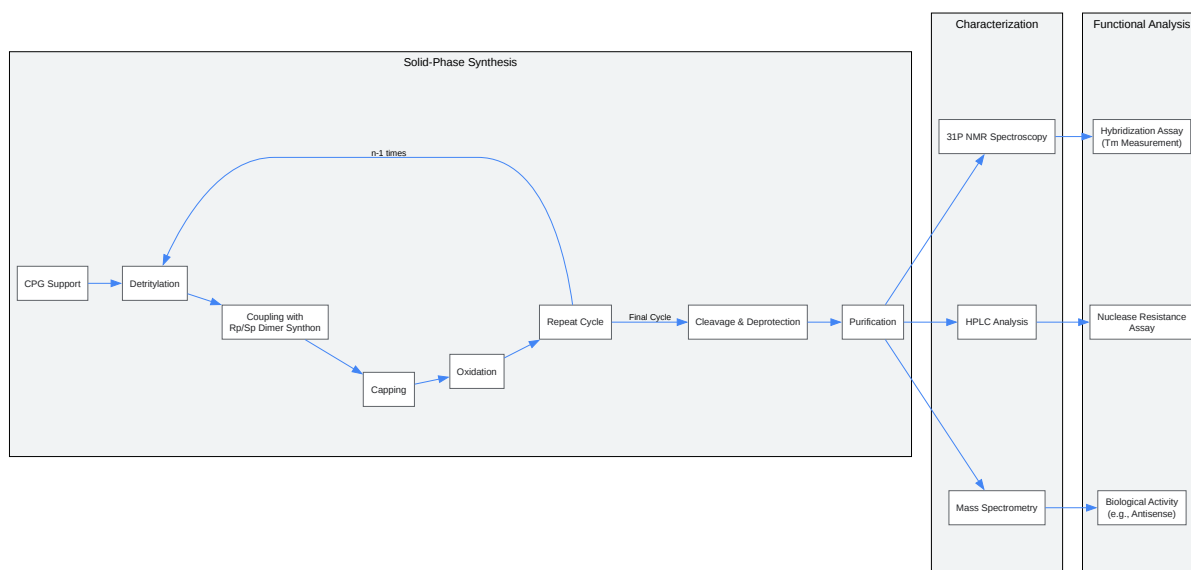 Solid-Phase Synthesis
n-1 times
CPG Support
Detritylation
Coupling with
Rp/Sp Dimer Synthon
Capping
Oxidation
Repeat Cycle
Final Cycle
Cleavage & Deprotection
Purification
Characterization
31P NMR Spectroscopy
HPLC Analysis
Mass Spectrometry
Functional Analysis
Hybridization Assay
(Tm Measurement)
Nuclease Resistance
Assay
Biological Activity
(e.g., Antisense)